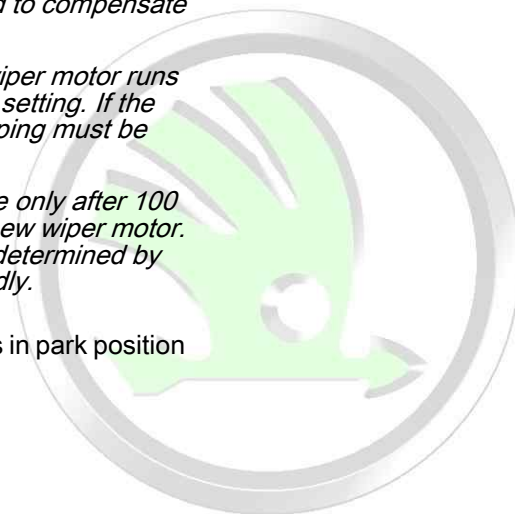 d to compensate
wiper motor runs
setting. If the
ping must be
e only after 100
ew wiper motor.
determined by
dly.
s in park position